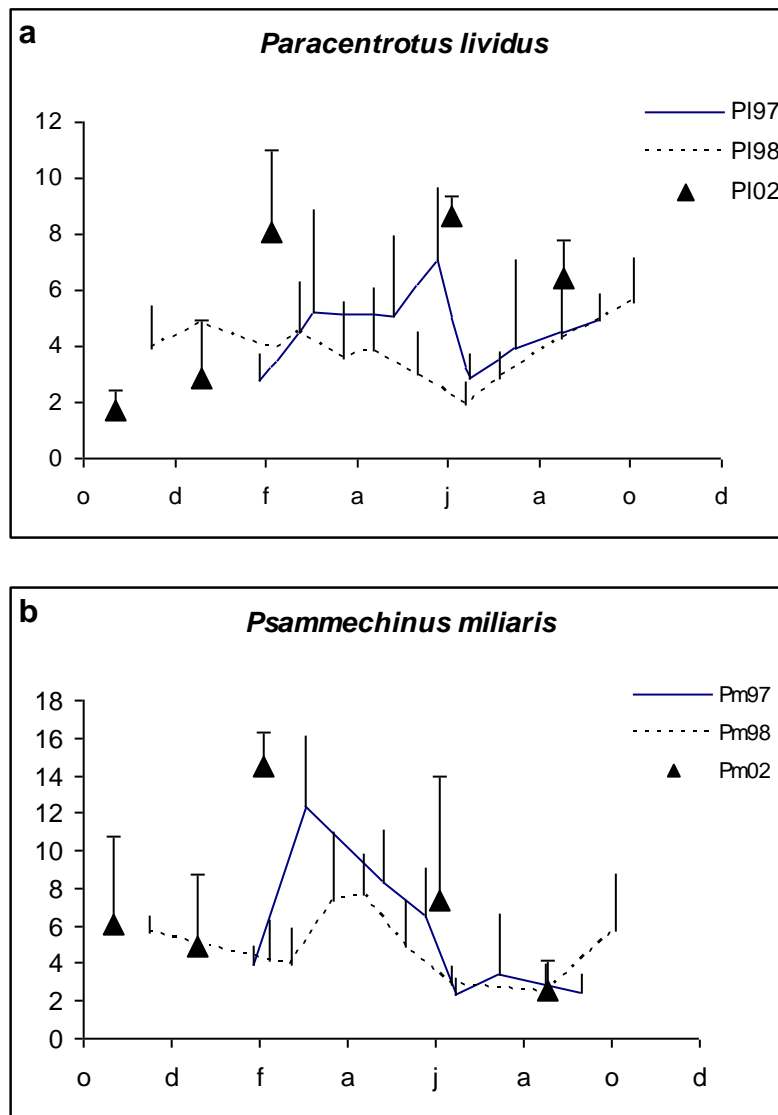 a
Paracentrotus lividus
Pl97
Pl98
Pl02
12
10
8
6
4
2
0
o d f a j a o d
b
Psammechinus miliaris
Pm97
Pm98
Pm02
18
16
14
12
10
8
6
4
2
0
o d f a j a o d